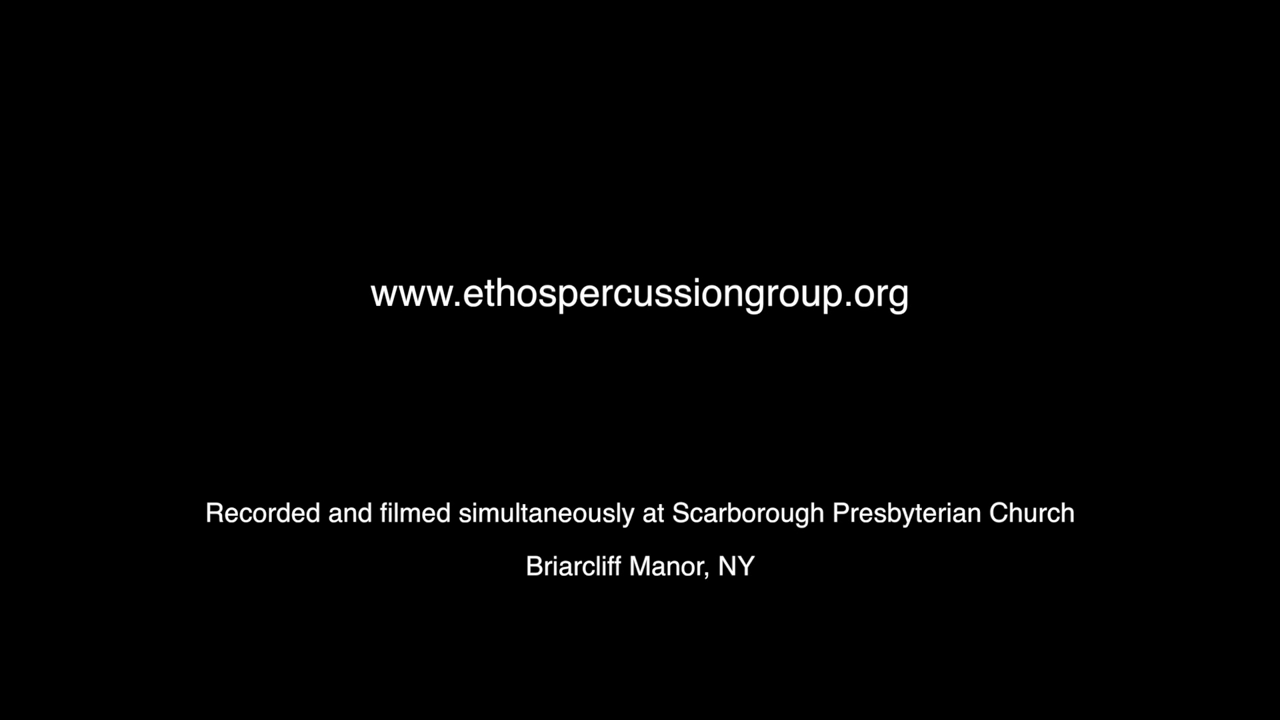 www.ethospercussiongroup.org
Recorded and filmed simultaneously at Scarborough Presbyterian Church
Briarcliff Manor, NY